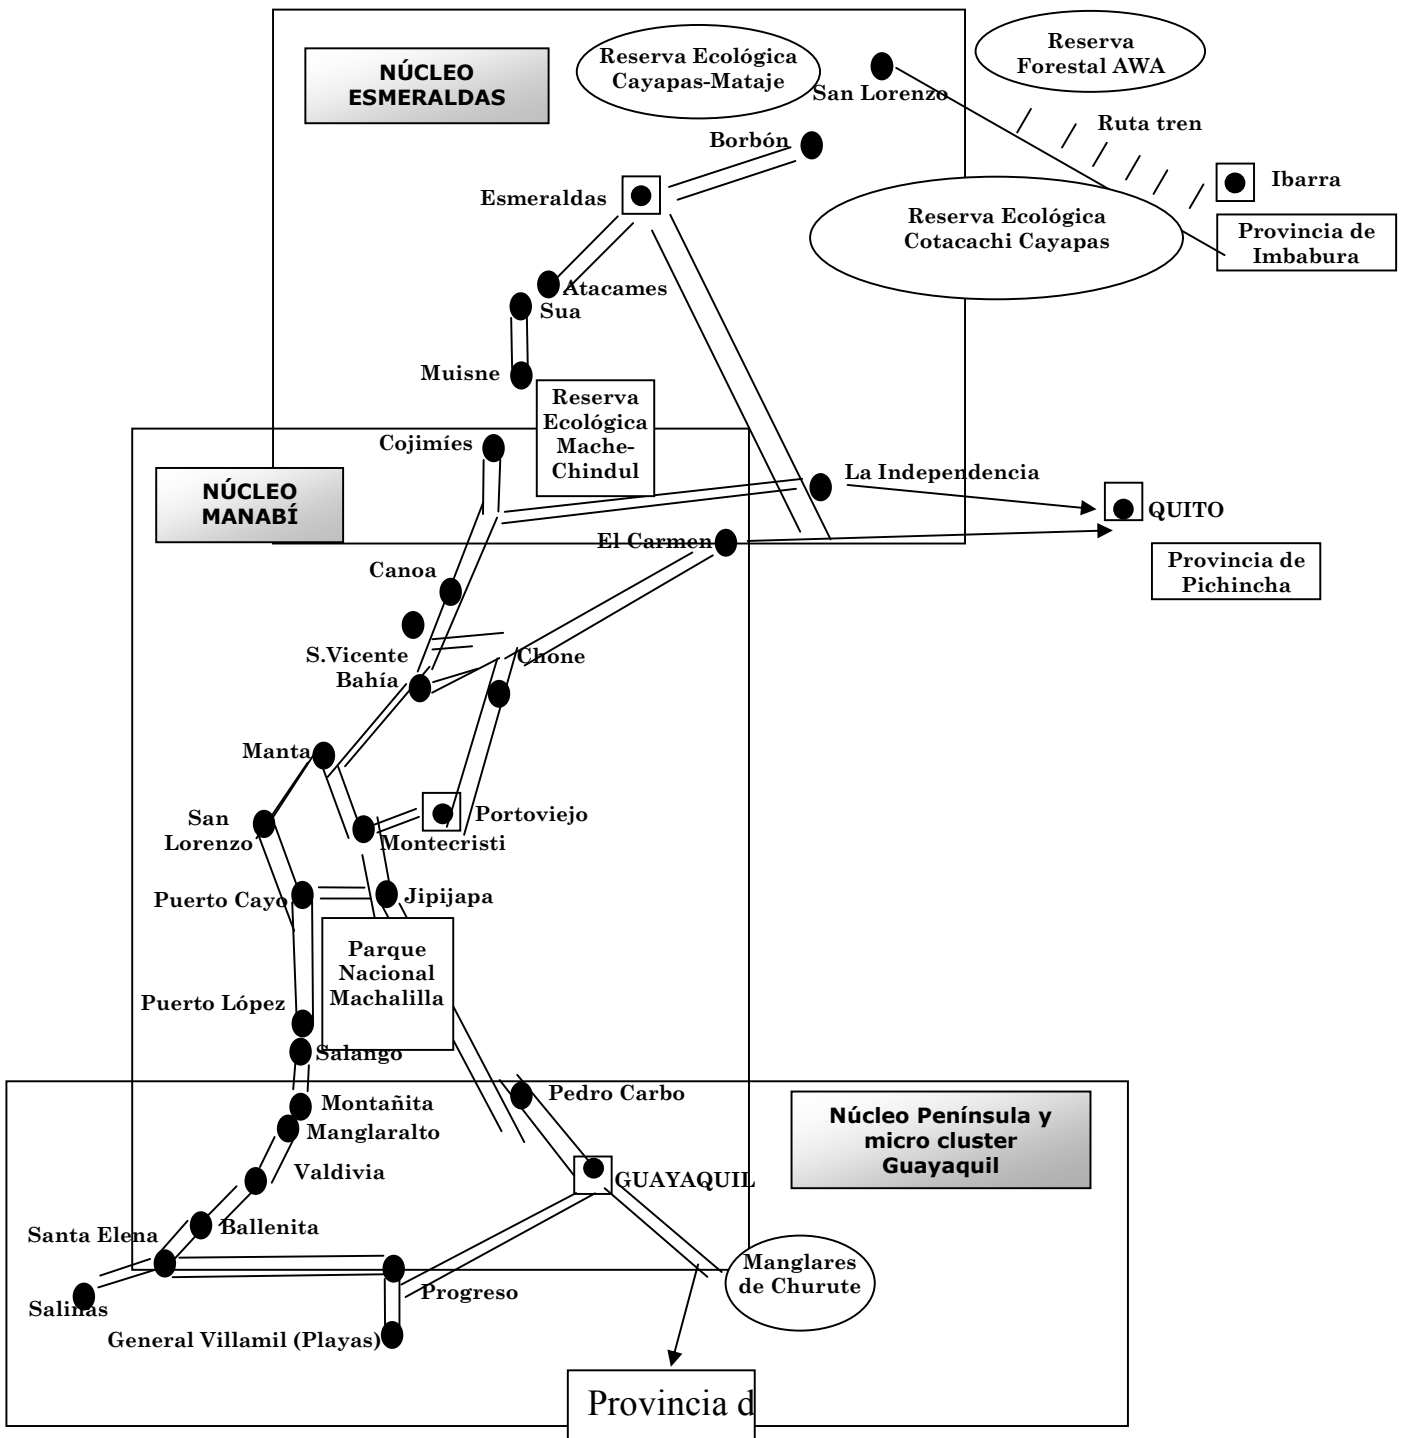 NÚCLEO
ESMERALDAS
Reserva Ecológica
Cayapas-Mataje
San Lorenzo
Reserva
Forestal AWA
Ruta tren
Borbón
Esmeraldas
Ibarra
Reserva Ecológica
Cotacachi Cayapas
Provincia de
Imbabura
Atacames
Sua
Muisne
Reserva
Ecológica
Mache-
Chindul
Cojimíes
NÚCLEO
MANABÍ
La Independencia
QUITO
El Carmen
Provincia de
Pichincha
Canoa
S.Vicente
Chone
Bahía
Manta
San
Lorenzo
Portoviejo
Montecristi
Puerto Cayo
Jipijapa
Parque
Nacional
Machalilla
Puerto López
Salango
Pedro Carbo
Montañita
Manglaralto
Núcleo Península y
micro cluster
Guayaquil
Valdivia
GUAYAQUIL
Ballenita
Santa Elena
Manglares
de Churute
Progreso
Salinas
General Villamil (Playas)
Provincia d